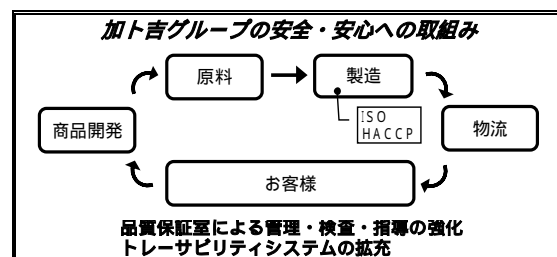 加ト吉グループの安全・安心への取組み
原料
製造
ISO
HACCP
商品開発
物流
お客様
品質保証室による管理・検査・指導の強化
トレーサビリティシステムの拡充